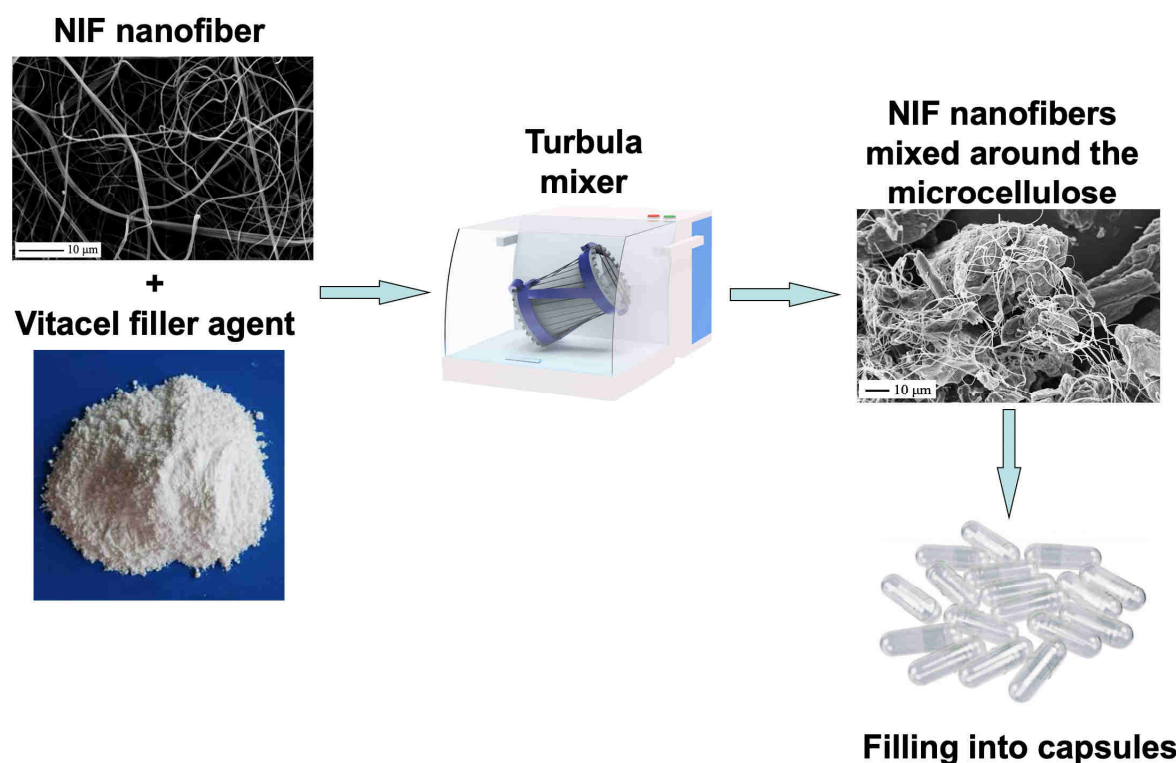 NIF nanofiber
10 μm
+
Vitacel filler agent
Turbula
mixer
NIF nanofibers
mixed around the
microcellulose
10 μm
Filling into capsules